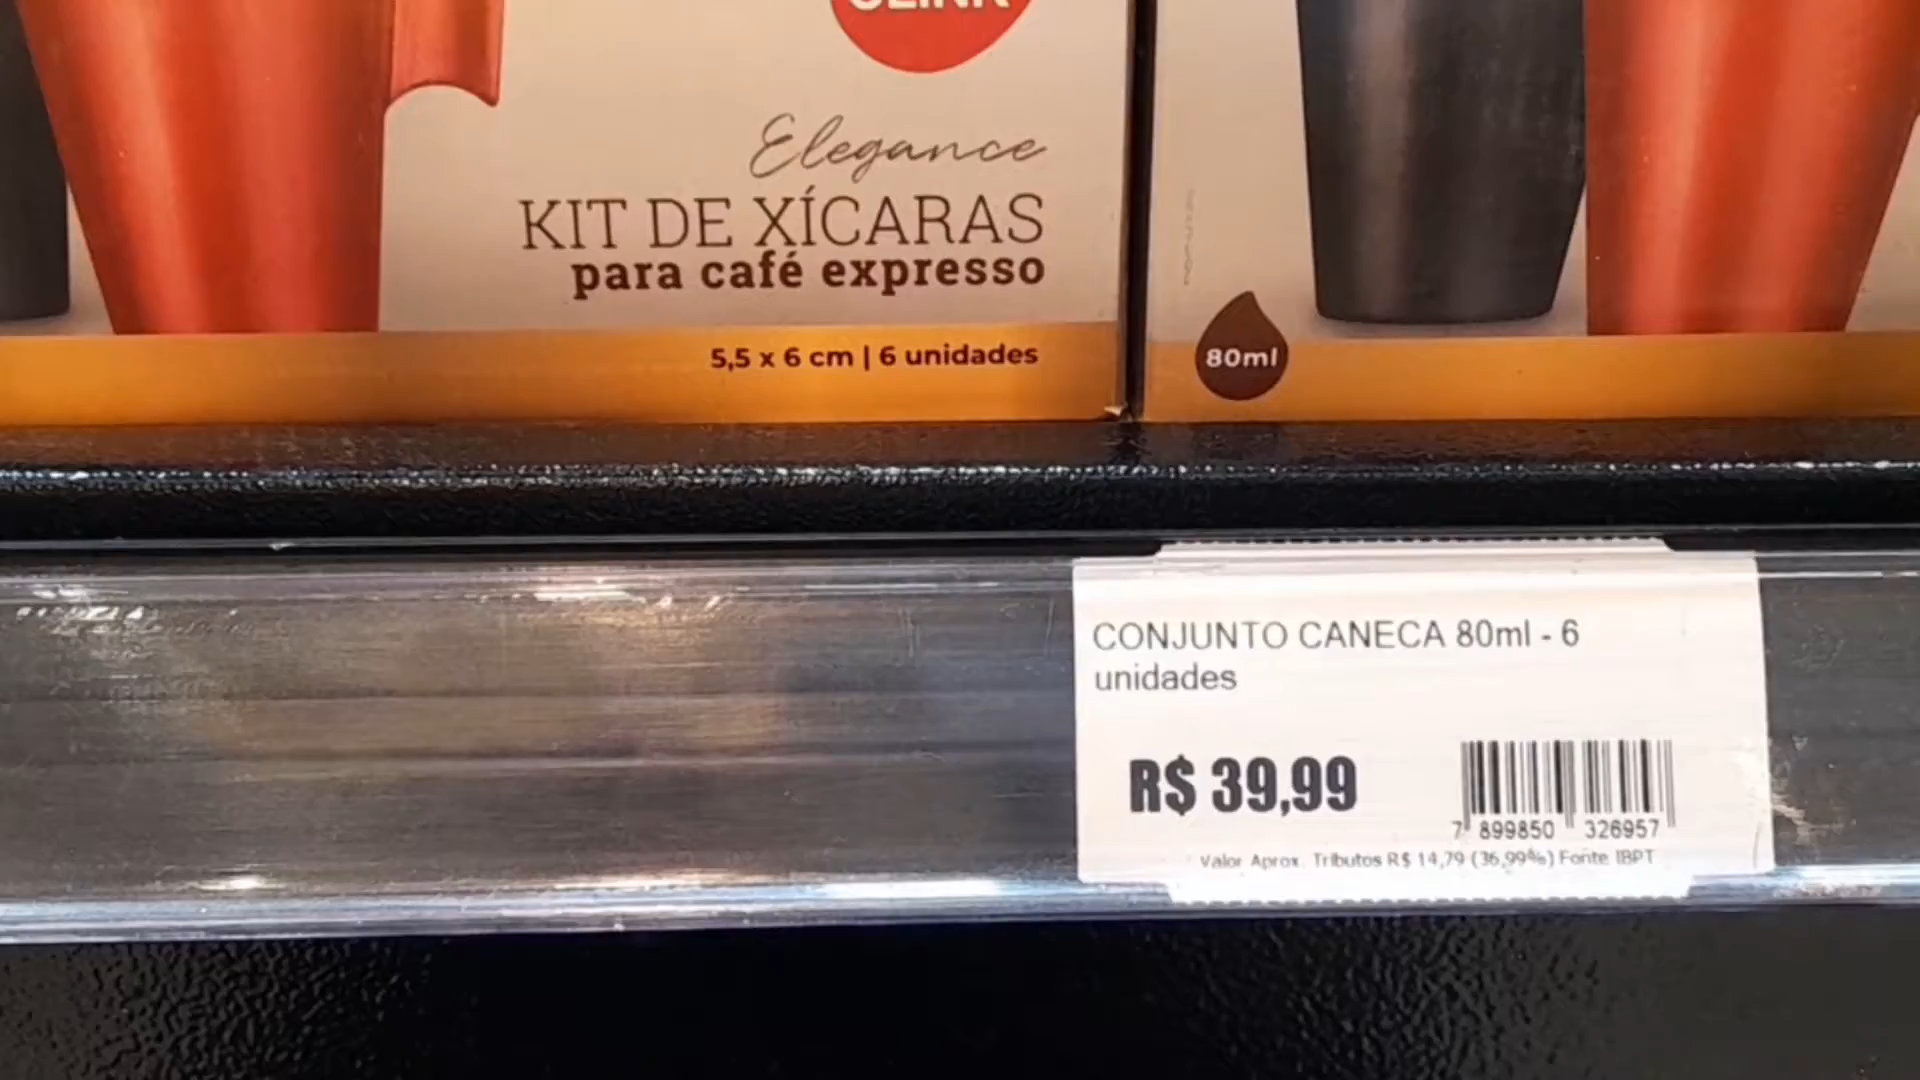 Elegance
KIT DE XÍCARAS
para café expresso
5,5 x 6 cm | 6 unidades
80ml
CONJUNTO CANECA 80ml - 6
unidades
R$ 39,99
7 899850 326957
Valor Aprox. Tributos R$ 14,79 (36,99%) Fonte IBPT